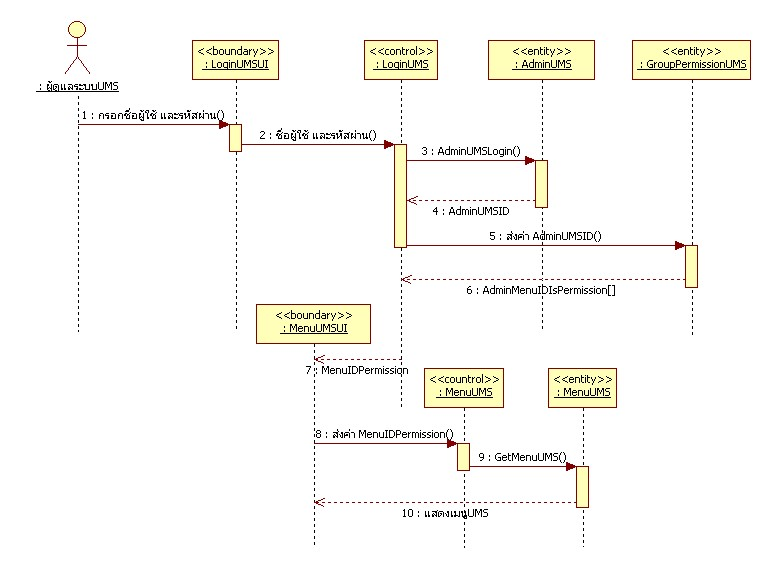 <<boundary>>
: LoginUMSUI
<<control>>
: LoginUMS
<<entity>>
: AdminUMS
<<entity>>
: GroupPermissionUMS
: ผู้ดูแลระบบUMS
1 : กรอกชื่อผู้ใช้ และรหัสผ่าน()
2 : ชื่อผู้ใช้ และรหัสผ่าน()
3 : AdminUMSLogin()
4 : AdminUMSID
5 : ส่งค่า AdminUMSID()
6 : AdminMenuIDIsPermission[]
<<boundary>>
: MenuUMSUI
7 : MenuIDPermission
<<countrol>>
: MenuUMS
<<entity>>
: MenuUMS
8 : ส่งค่า MenuIDPermission()
9 : GetMenuUMS()
10 : แสดงเมนูUMS